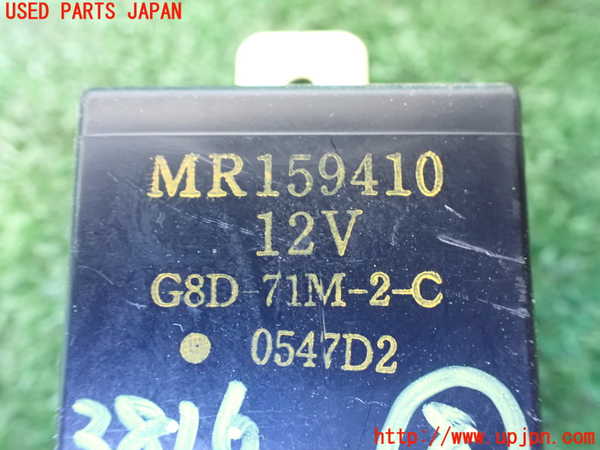 USED PARTS JAPAN
MR159410
12V
G8D-71M-2-C
0547D2
3816
http://www.upjpn.com/